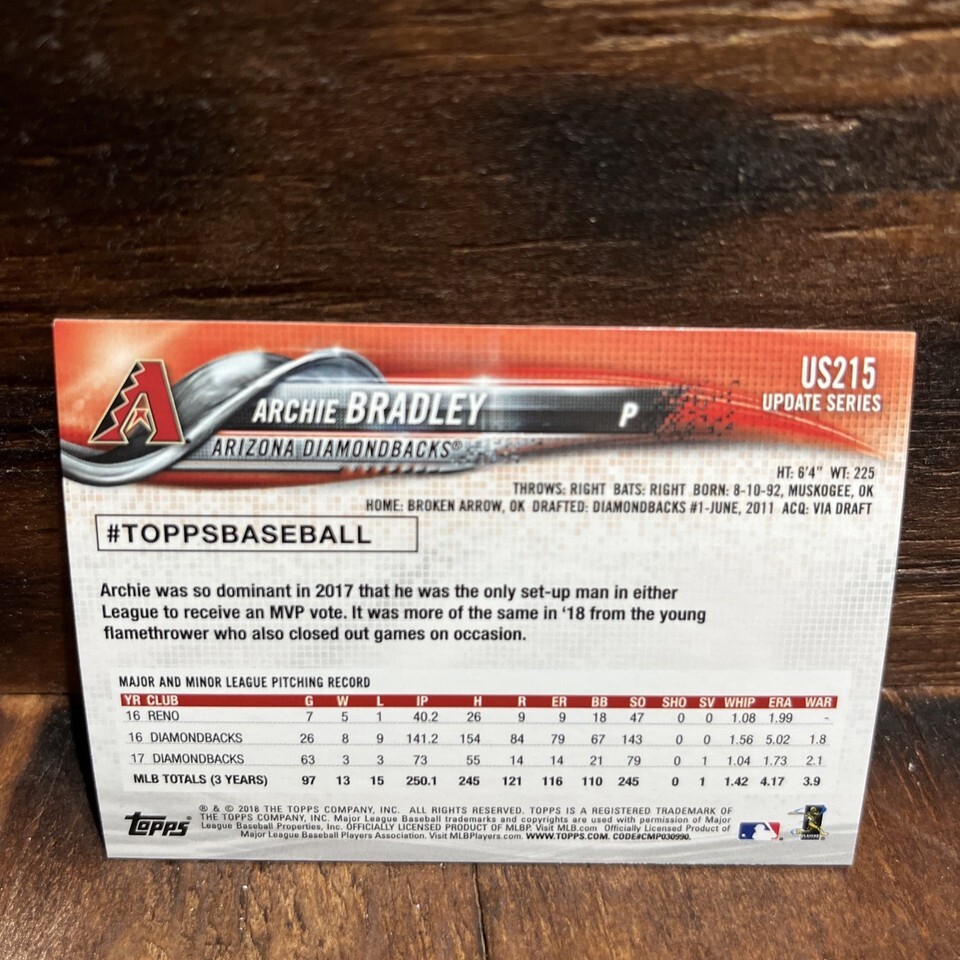 US215
UPDATE SERIES
ARCHIE BRADLEY P
ARIZONA DIAMONDBACKS®
HT: 6'4" WT: 225
THROWS: RIGHT BATS: RIGHT BORN: 8-10-92, MUSKOGEE, OK
HOME: BROKEN ARROW, OK DRAFTED: DIAMONDBACKS #1-JUNE, 2011 ACQ: VIA DRAFT
#TOPPSBASEBALL
Archie was so dominant in 2017 that he was the only set-up man in either
League to receive an MVP vote. It was more of the same in '18 from the young
flamethrower who also closed out games on occasion.
MAJOR AND MINOR LEAGUE PITCHING RECORD
YR CLUB G W L IP H R ER BB SO SHO SV WHIP ERA WAR
16 RENO 7 5 1 40.2 26 9 9 18 47 0 0 1.08 1.99 -
16 DIAMONDBACKS 26 8 9 141.2 154 84 79 67 143 0 0 1.56 5.02 1.8
17 DIAMONDBACKS 63 3 3 73 55 14 14 21 79 0 1 1.04 1.73 2.1
MLB TOTALS (3 YEARS) 97 13 15 250.1 245 121 116 110 245 0 1 1.42 4.17 3.9
Topps
® & © 2018 THE TOPPS COMPANY, INC. ALL RIGHTS RESERVED. TOPPS IS A REGISTERED TRADEMARK OF
THE TOPPS COMPANY, INC. Major League Baseball trademarks and copyrights are used with permission of Major
League Baseball Properties, Inc. OFFICIALLY LICENSED PRODUCT OF MLBP. Visit MLB.com Officially Licensed Product of
Major League Baseball Players Association. Visit MLBPlayers.com. WWW.TOPPS.COM. CODE#CMP030990.